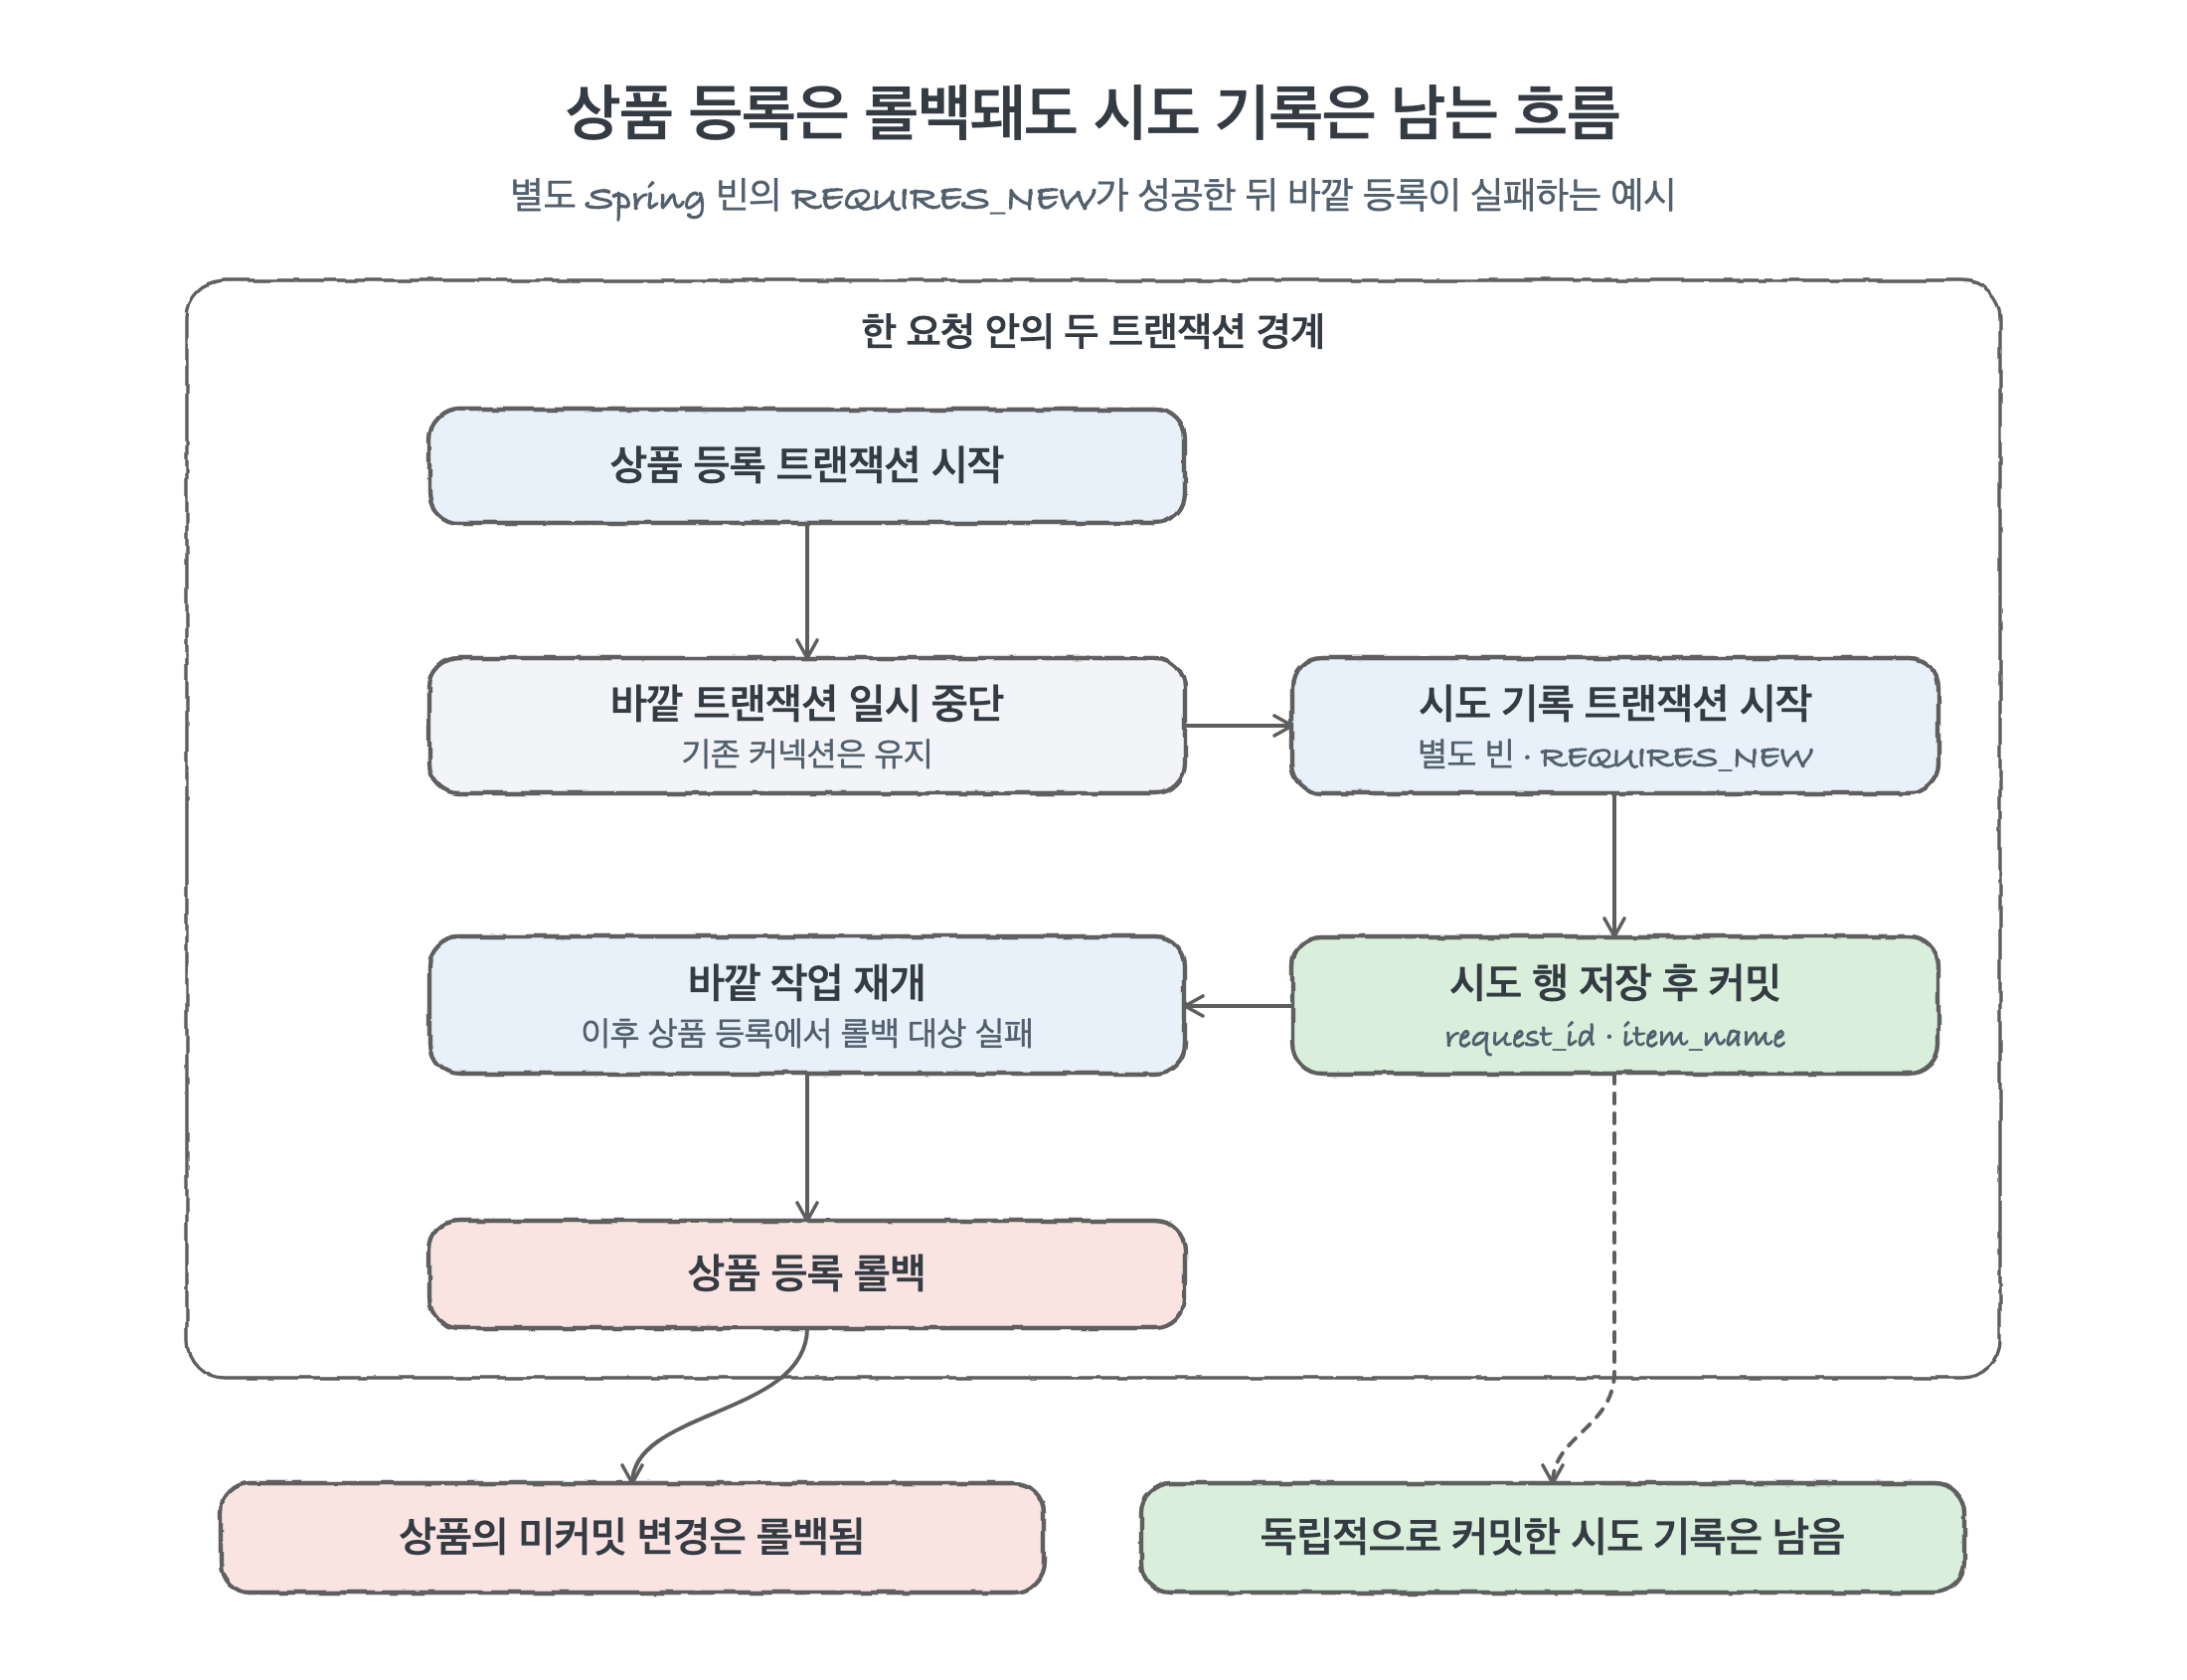 상품 등록은 롤백돼도 시도 기록은 남는 흐름
별도 Spring 빈의 REQUIRES_NEW가 성공한 뒤 바깥 등록이 실패하는 예시
한 요청 안의 두 트랜잭션 경계
상품 등록 트랜잭션 시작
바깥 트랜잭션 일시 중단
기존 커넥션은 유지
시도 기록 트랜잭션 시작
별도 빈 · REQUIRES_NEW
바깥 작업 재개
이후 상품 등록에서 롤백 대상 실패
시도 행 저장 후 커밋
request_id · item_name
상품 등록 롤백
상품의 미커밋 변경은 롤백됨
독립적으로 커밋한 시도 기록은 남음